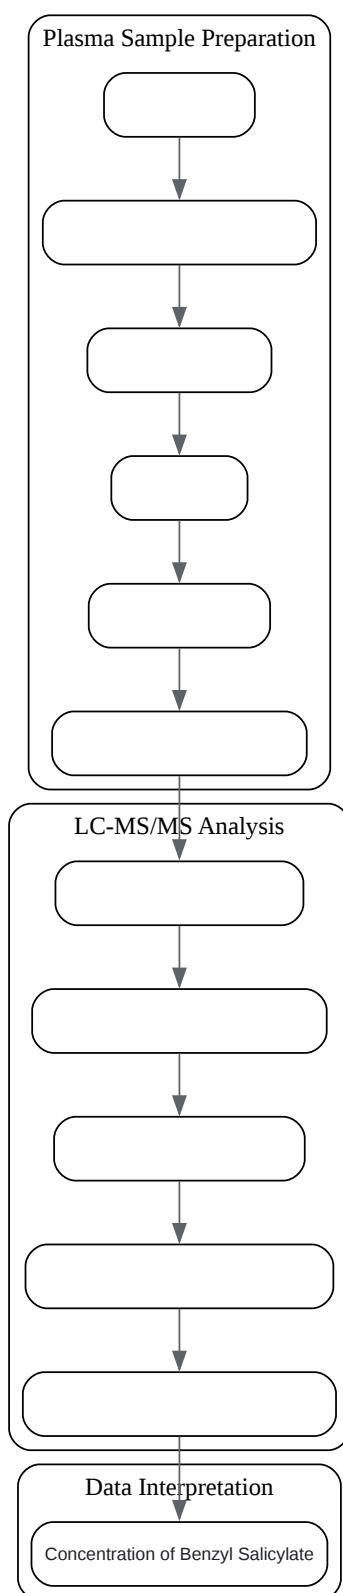 Plasma Sample Preparation
LC-MS/MS Analysis
Data Interpretation
Concentration of Benzyl Salicylate